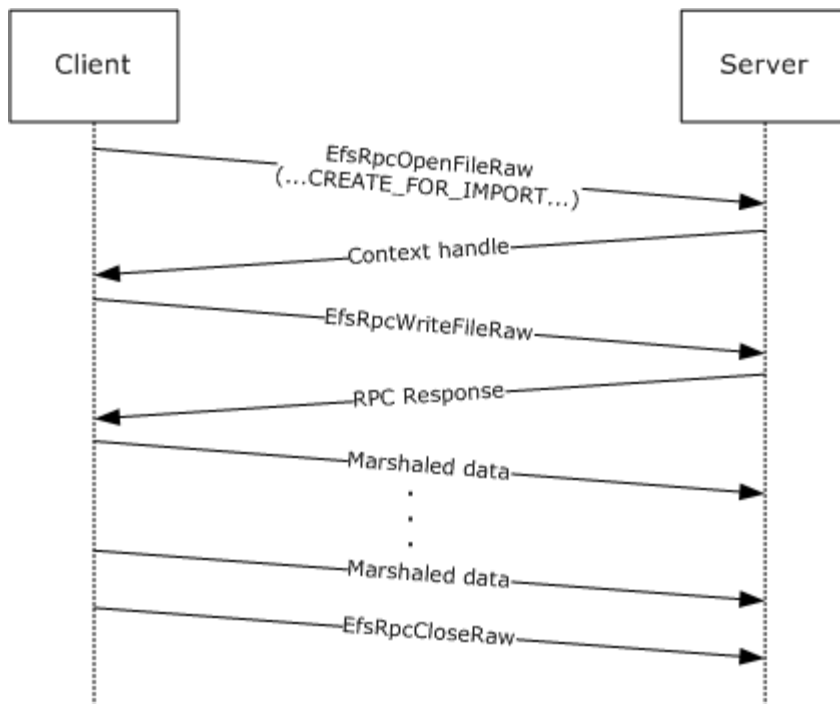 Client
Server
EfsRpcOpenFileRaw
(...CREATE_FOR_IMPORT...)
Context handle
EfsRpcWriteFileRaw
RPC Response
Marshaled data
.
.
.
Marshaled data
EfsRpcCloseRaw